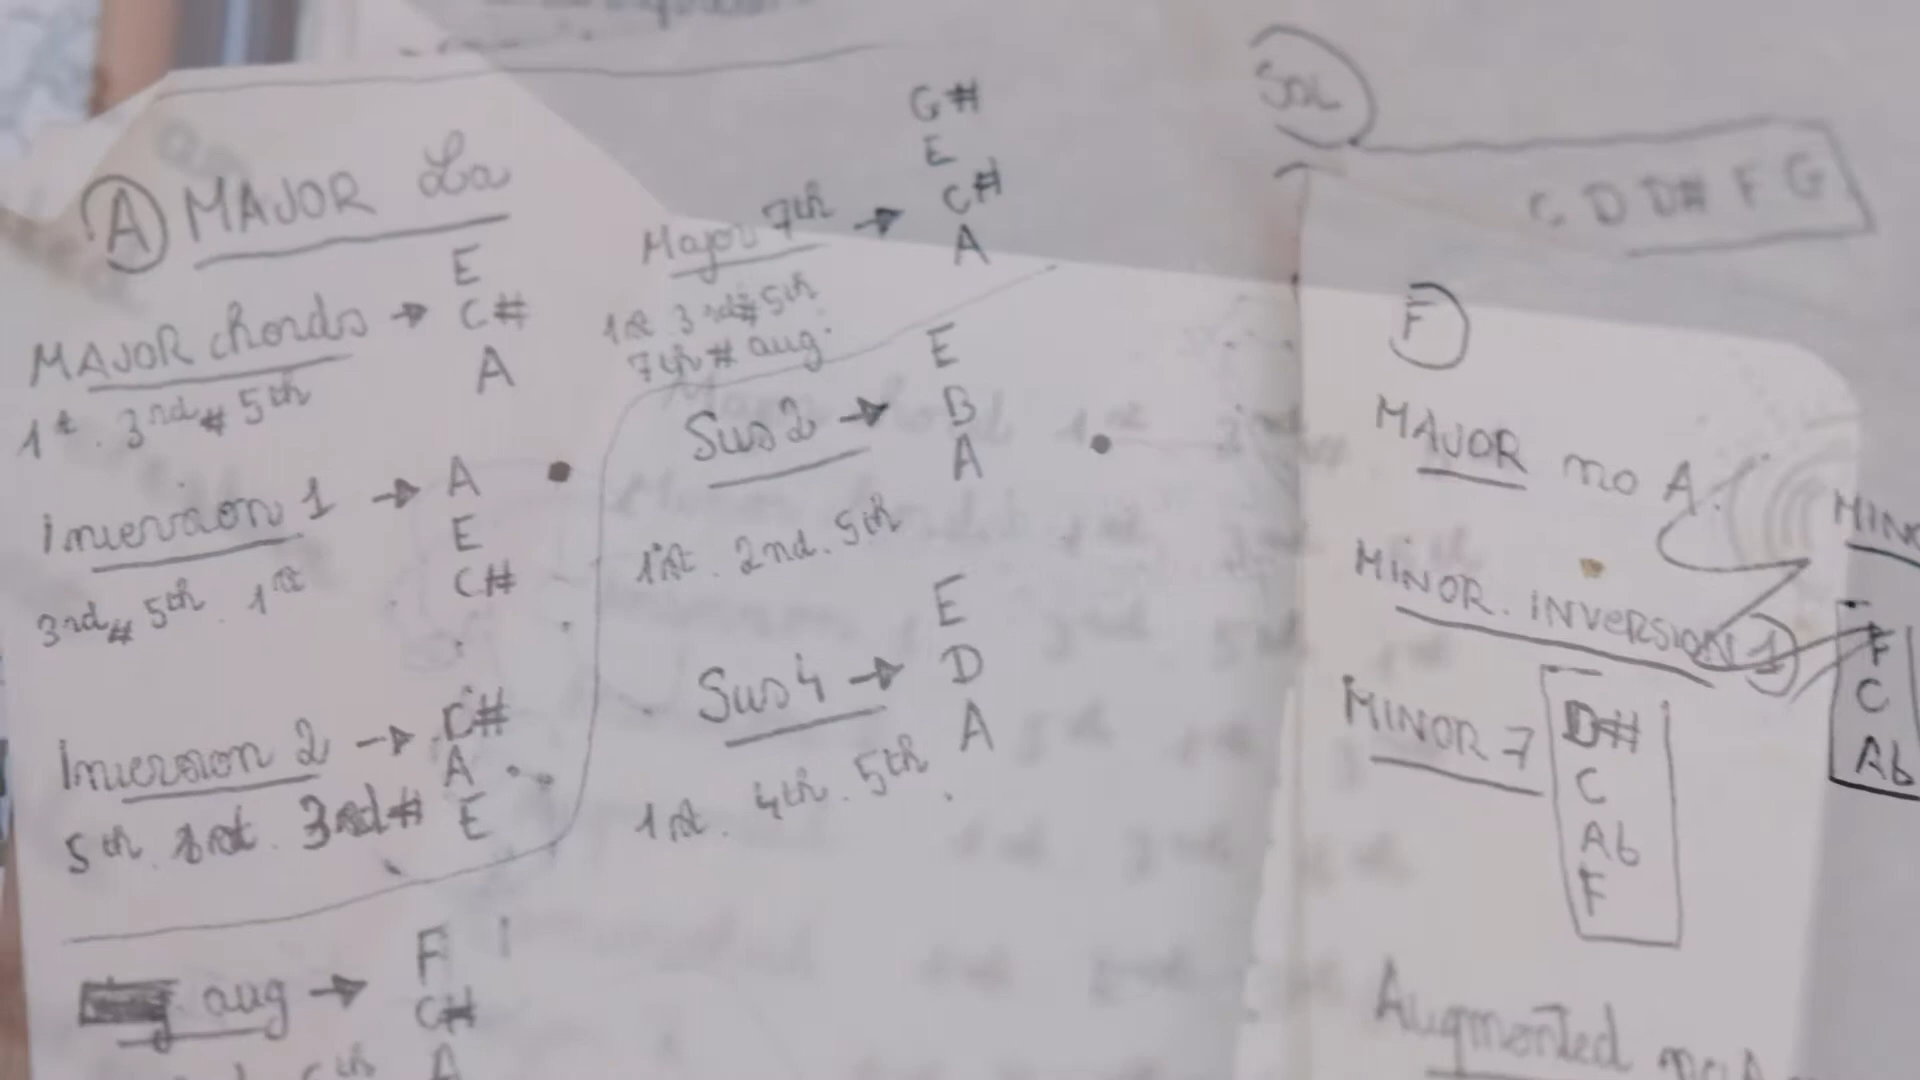 A MAJOR La
MAJOR chords → E
C#
A
1st. 3rd# 5th
inversion 1 → A
E
C#
3rd# 5th. 1st
Inversion 2 → C#
A
E
5th. 1st. 3rd#
aug → F
C#
A
Major 7th → G#
E
C#
A
1st 3rd# 5th
7th# aug.
Sus2 → E
B
A
1st. 2nd. 5th
Sus4 → E
D
A
1st. 4th. 5th
SOL
C D D# F G
F
MAJOR no A.
MINOR. INVERSION 1
F
C
Ab
MINOR 7
D#
C
Ab
F
Augmented no A